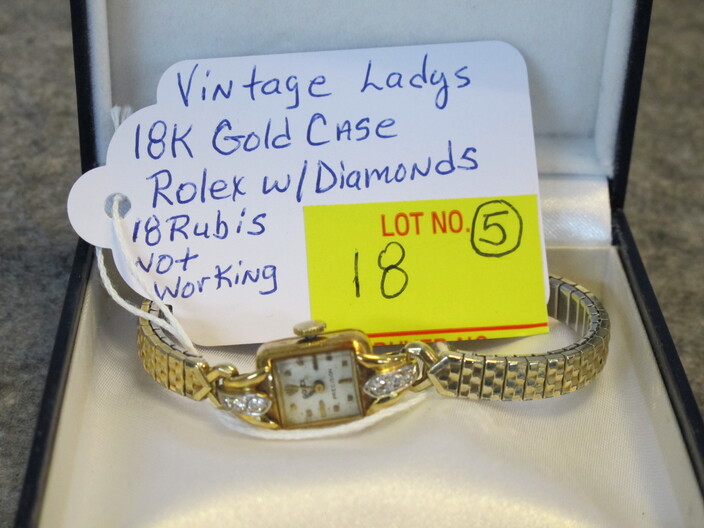 Vintage Ladys
18K Gold Case
Rolex w/Diamonds
18 Rubis
Not
Working
LOT NO. 5
18